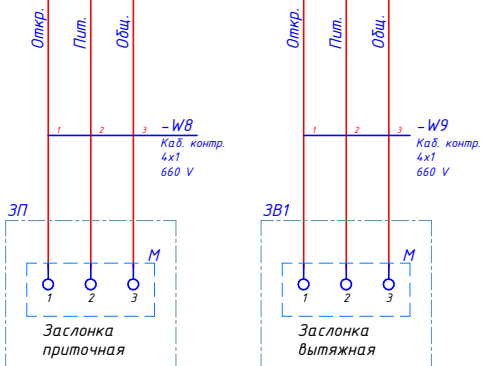 Откр.
Пит.
Общ.
1 2 3
-W8
Каб. контр.
4x1
660 V
ЗП
M
1 2 3
Заслонка
приточная
Откр.
Пит.
Общ.
1 2 3
-W9
Каб. контр.
4x1
660 V
ЗВ1
M
1 2 3
Заслонка
вытяжная